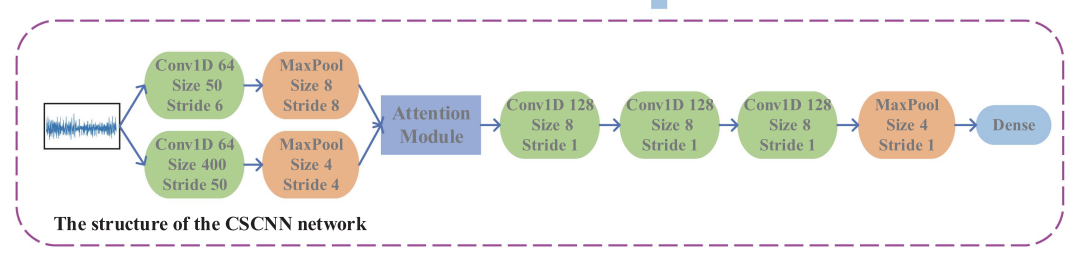 Conv1D 64
Size 50
Stride 6
MaxPool
Size 8
Stride 8
Conv1D 64
Size 400
Stride 50
MaxPool
Size 4
Stride 4
Attention
Module
Conv1D 128
Size 8
Stride 1
Conv1D 128
Size 8
Stride 1
Conv1D 128
Size 8
Stride 1
MaxPool
Size 4
Stride 1
Dense
The structure of the CSCNN network